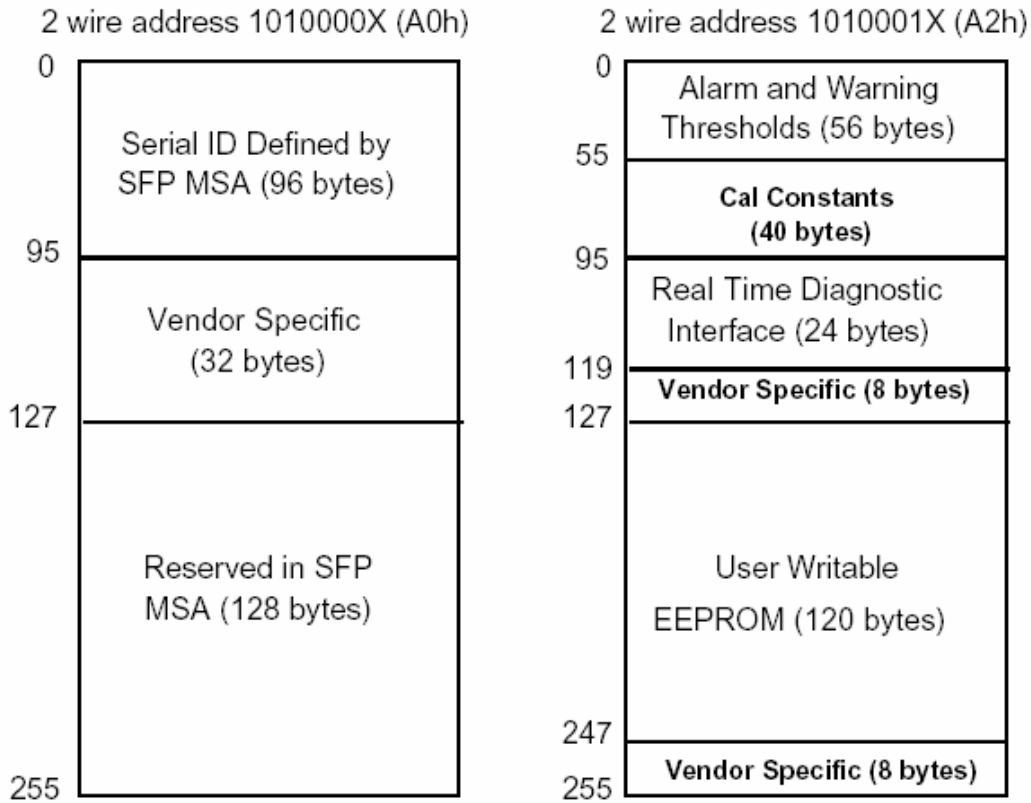 2 wire address 1010000X (A0h)
0
Serial ID Defined by
SFP MSA (96 bytes)
95
Vendor Specific
(32 bytes)
127
Reserved in SFP
MSA (128 bytes)
255
2 wire address 1010001X (A2h)
0
Alarm and Warning
Thresholds (56 bytes)
55
Cal Constants
(40 bytes)
95
Real Time Diagnostic
Interface (24 bytes)
119
Vendor Specific (8 bytes)
127
User Writable
EEPROM (120 bytes)
247
Vendor Specific (8 bytes)
255